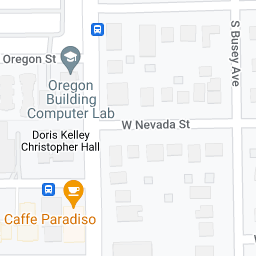 Oregon St
Oregon
Building
Computer Lab
Doris Kelley
Christopher Hall
W Nevada St
S Busey Ave
Caffe Paradiso